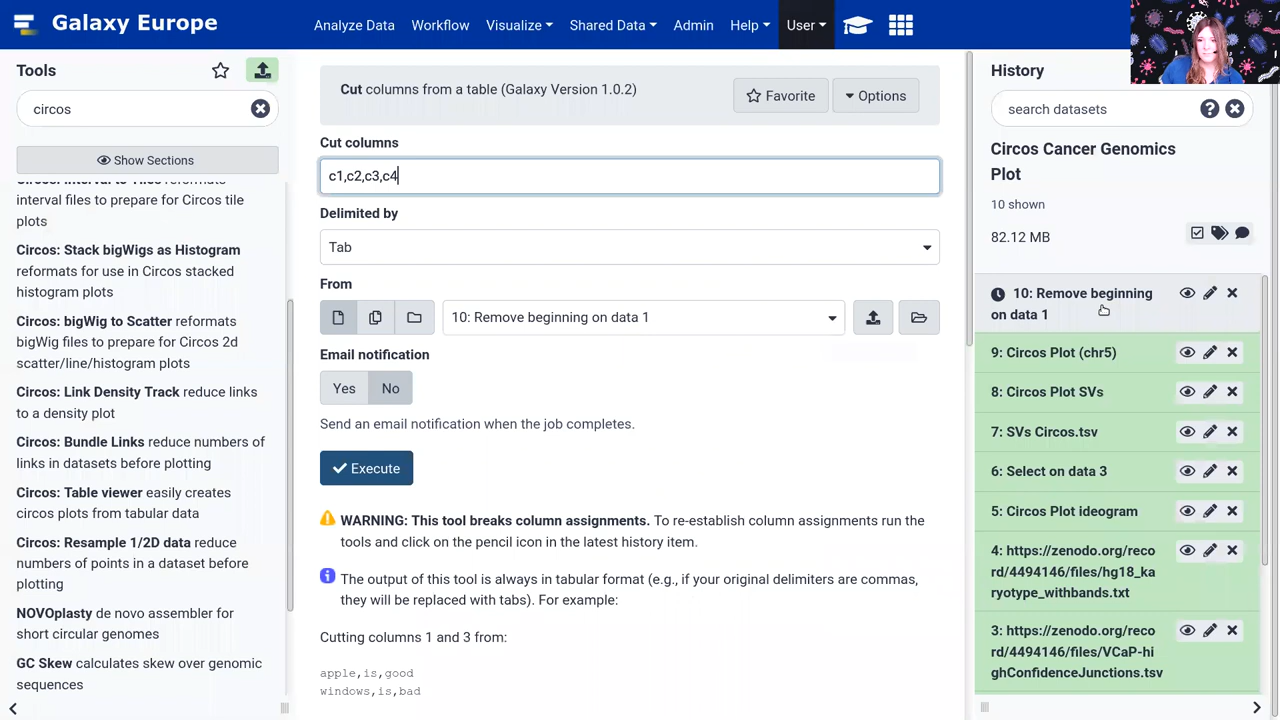 Galaxy Europe
Analyze Data Workflow Visualize Shared Data Admin Help User
Tools
circos
Show Sections
Circos: Interval to Tiles reformats
interval files to prepare for Circos tile
plots
Circos: Stack bigWigs as Histogram
reformats for use in Circos stacked
histogram plots
Circos: bigWig to Scatter reformats
bigWig files to prepare for Circos 2d
scatter/line/histogram plots
Circos: Link Density Track reduce links
to a density plot
Circos: Bundle Links reduce numbers of
links in datasets before plotting
Circos: Table viewer easily creates
circos plots from tabular data
Circos: Resample 1/2D data reduce
numbers of points in a dataset before
plotting
NOVOplasty de novo assembler for
short circular genomes
GC Skew calculates skew over genomic
sequences
Cut columns from a table (Galaxy Version 1.0.2)
Favorite
Options
Cut columns
c1,c2,c3,c4
Delimited by
Tab
From
10: Remove beginning on data 1
Email notification
Yes No
Send an email notification when the job completes.
Execute
WARNING: This tool breaks column assignments. To re-establish column assignments run the
tools and click on the pencil icon in the latest history item.
The output of this tool is always in tabular format (e.g., if your original delimiters are commas,
they will be replaced with tabs). For example:
Cutting columns 1 and 3 from:
apple,is,good
windows,is,bad
History
search datasets
Circos Cancer Genomics
Plot
10 shown
82.12 MB
10: Remove beginning
on data 1
9: Circos Plot (chr5)
8: Circos Plot SVs
7: SVs Circos.tsv
6: Select on data 3
5: Circos Plot ideogram
4: https://zenodo.org/reco
rd/4494146/files/hg18_ka
ryotype_withbands.txt
3: https://zenodo.org/reco
rd/4494146/files/VCaP-hi
ghConfidenceJunctions.tsv